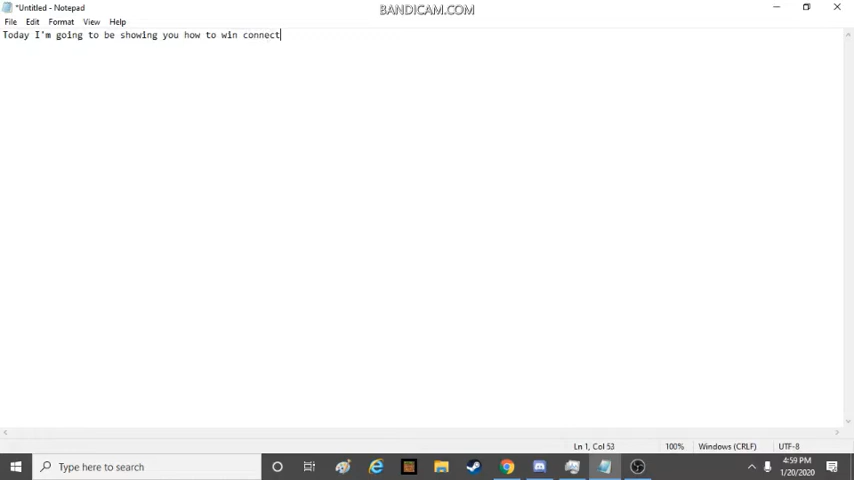 *Untitled - Notepad
BANDICAM.COM
File Edit Format View Help
Today I'm going to be showing you how to win connect
Ln 1, Col 53 100% Windows (CRLF) UTF-8
Type here to search
4:59 PM
1/20/2020